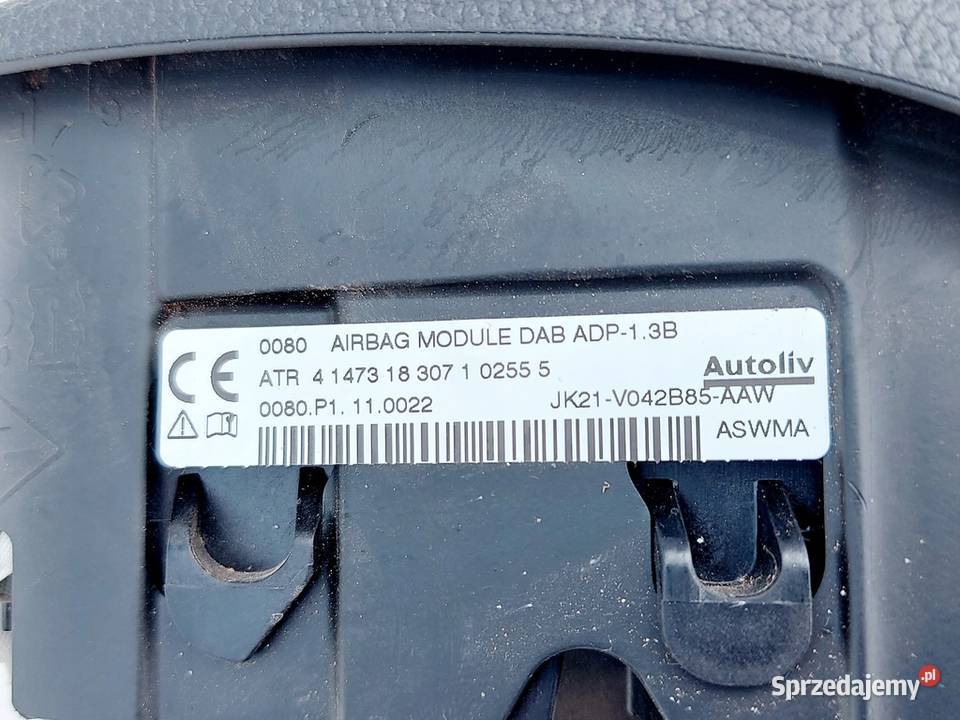 0080 AIRBAG MODULE DAB ADP-1.3B
ATR 4 1473 18 307 1 0255 5
Autoliv
0080.P1. 11.0022 JK21-V042B85-AAW
ASWMA
Sprzedajemy.pl